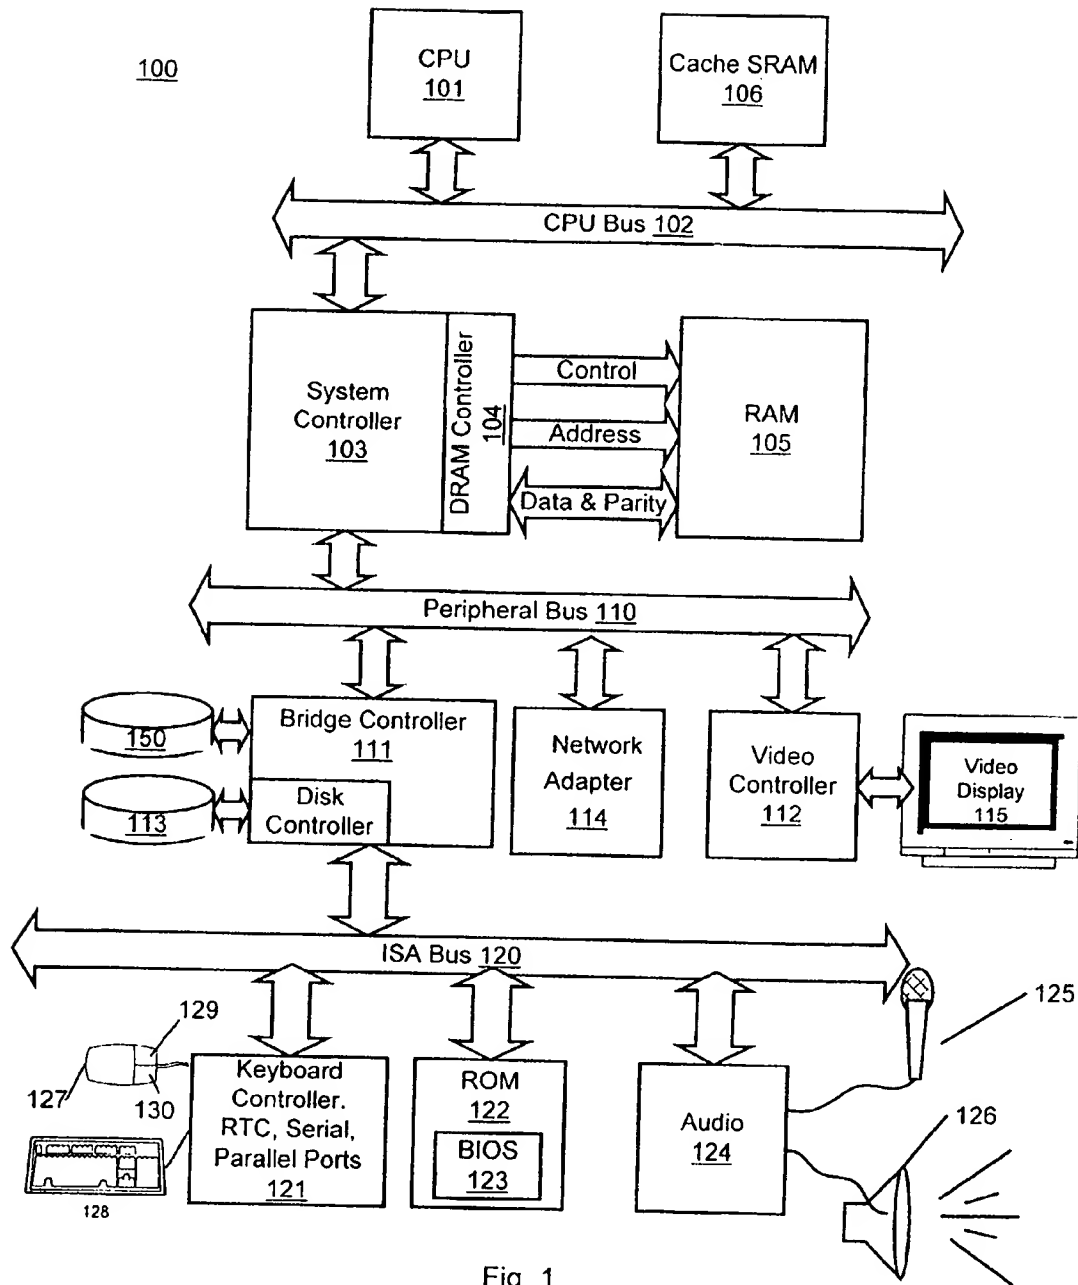 100
CPU
101
Cache SRAM
106
CPU Bus 102
System
Controller
103
DRAM Controller
104
Control
Address
Data & Parity
RAM
105
Peripheral Bus 110
150
113
Bridge Controller
111
Disk
Controller
Network
Adapter
114
Video
Controller
112
Video
Display
115
ISA Bus 120
125
129
127
130
128
Keyboard
Controller.
RTC, Serial,
Parallel Ports
121
ROM
122
BIOS
123
Audio
124
126
Fig. 1